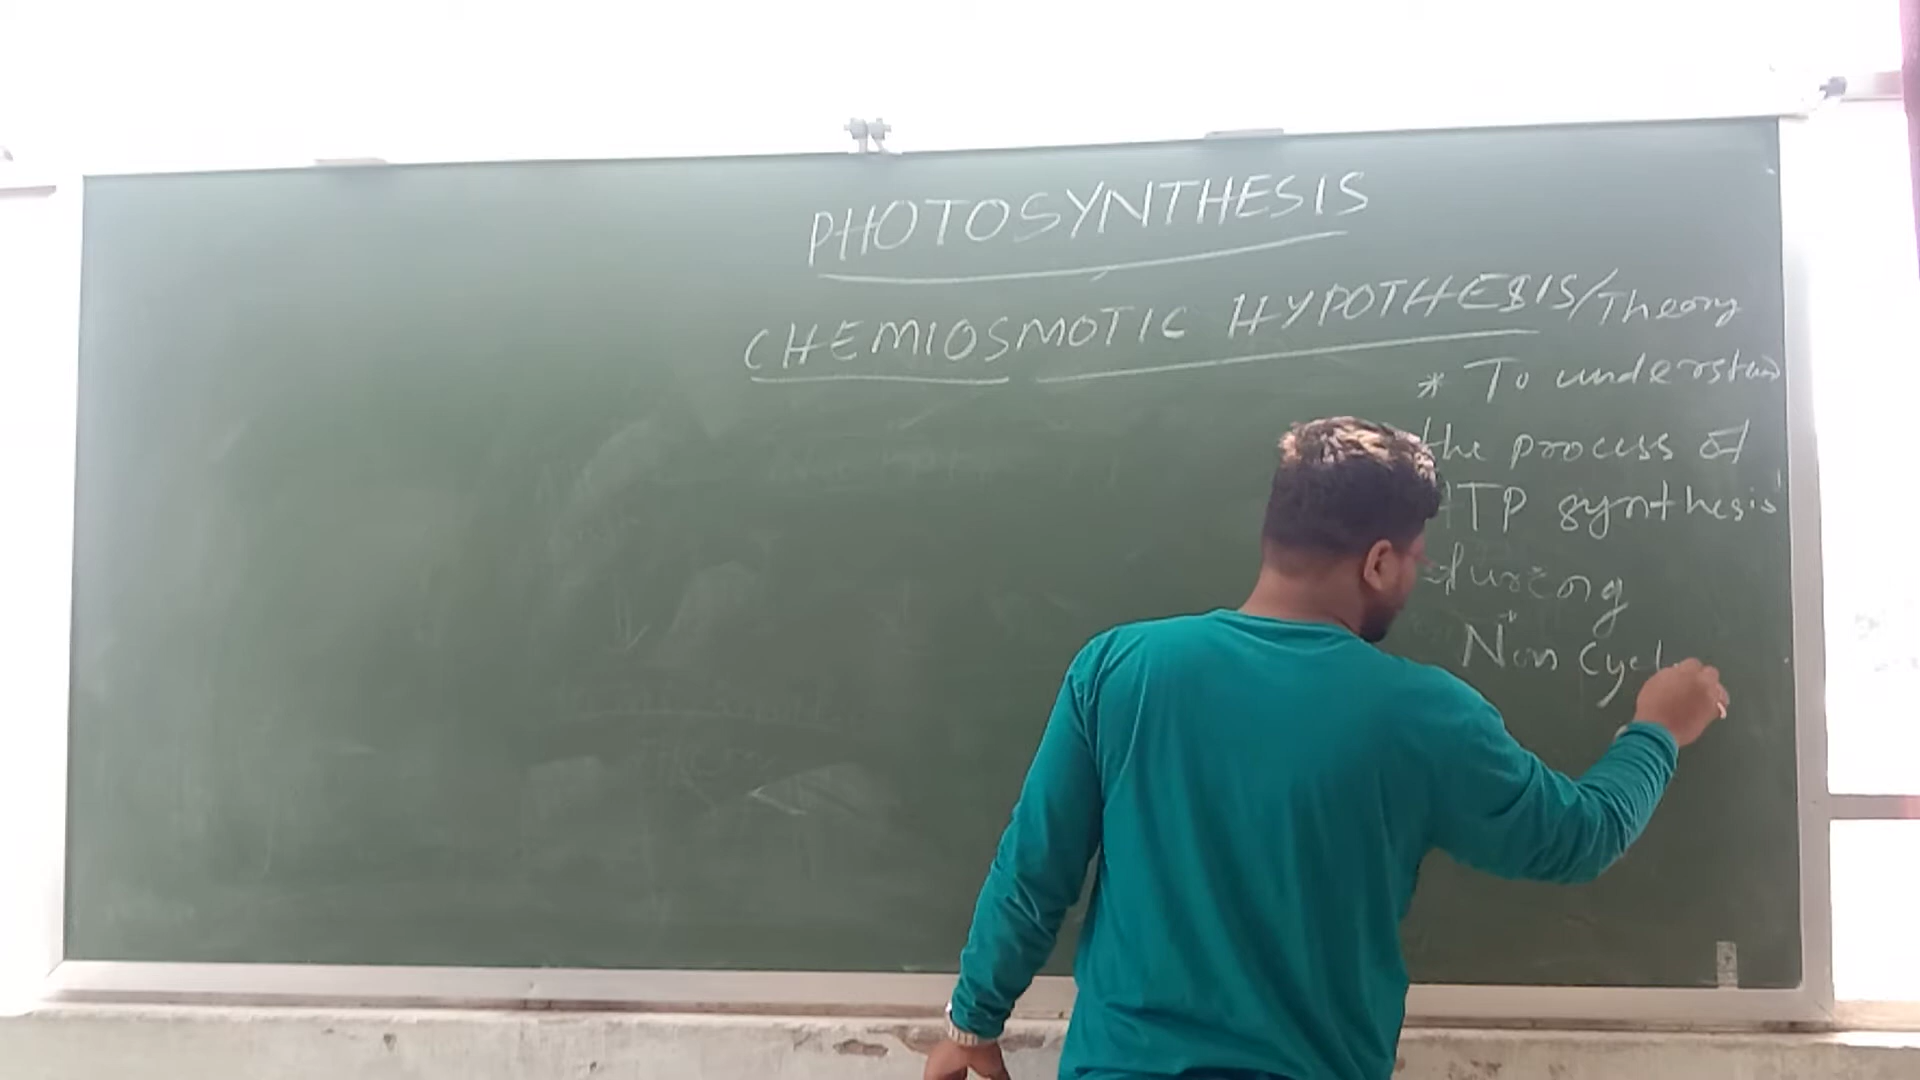 PHOTOSYNTHESIS
CHEMIOSMOTIC HYPOTHESIS/Theory
* To understand
the process of
ATP synthesis
during
Non Cycl